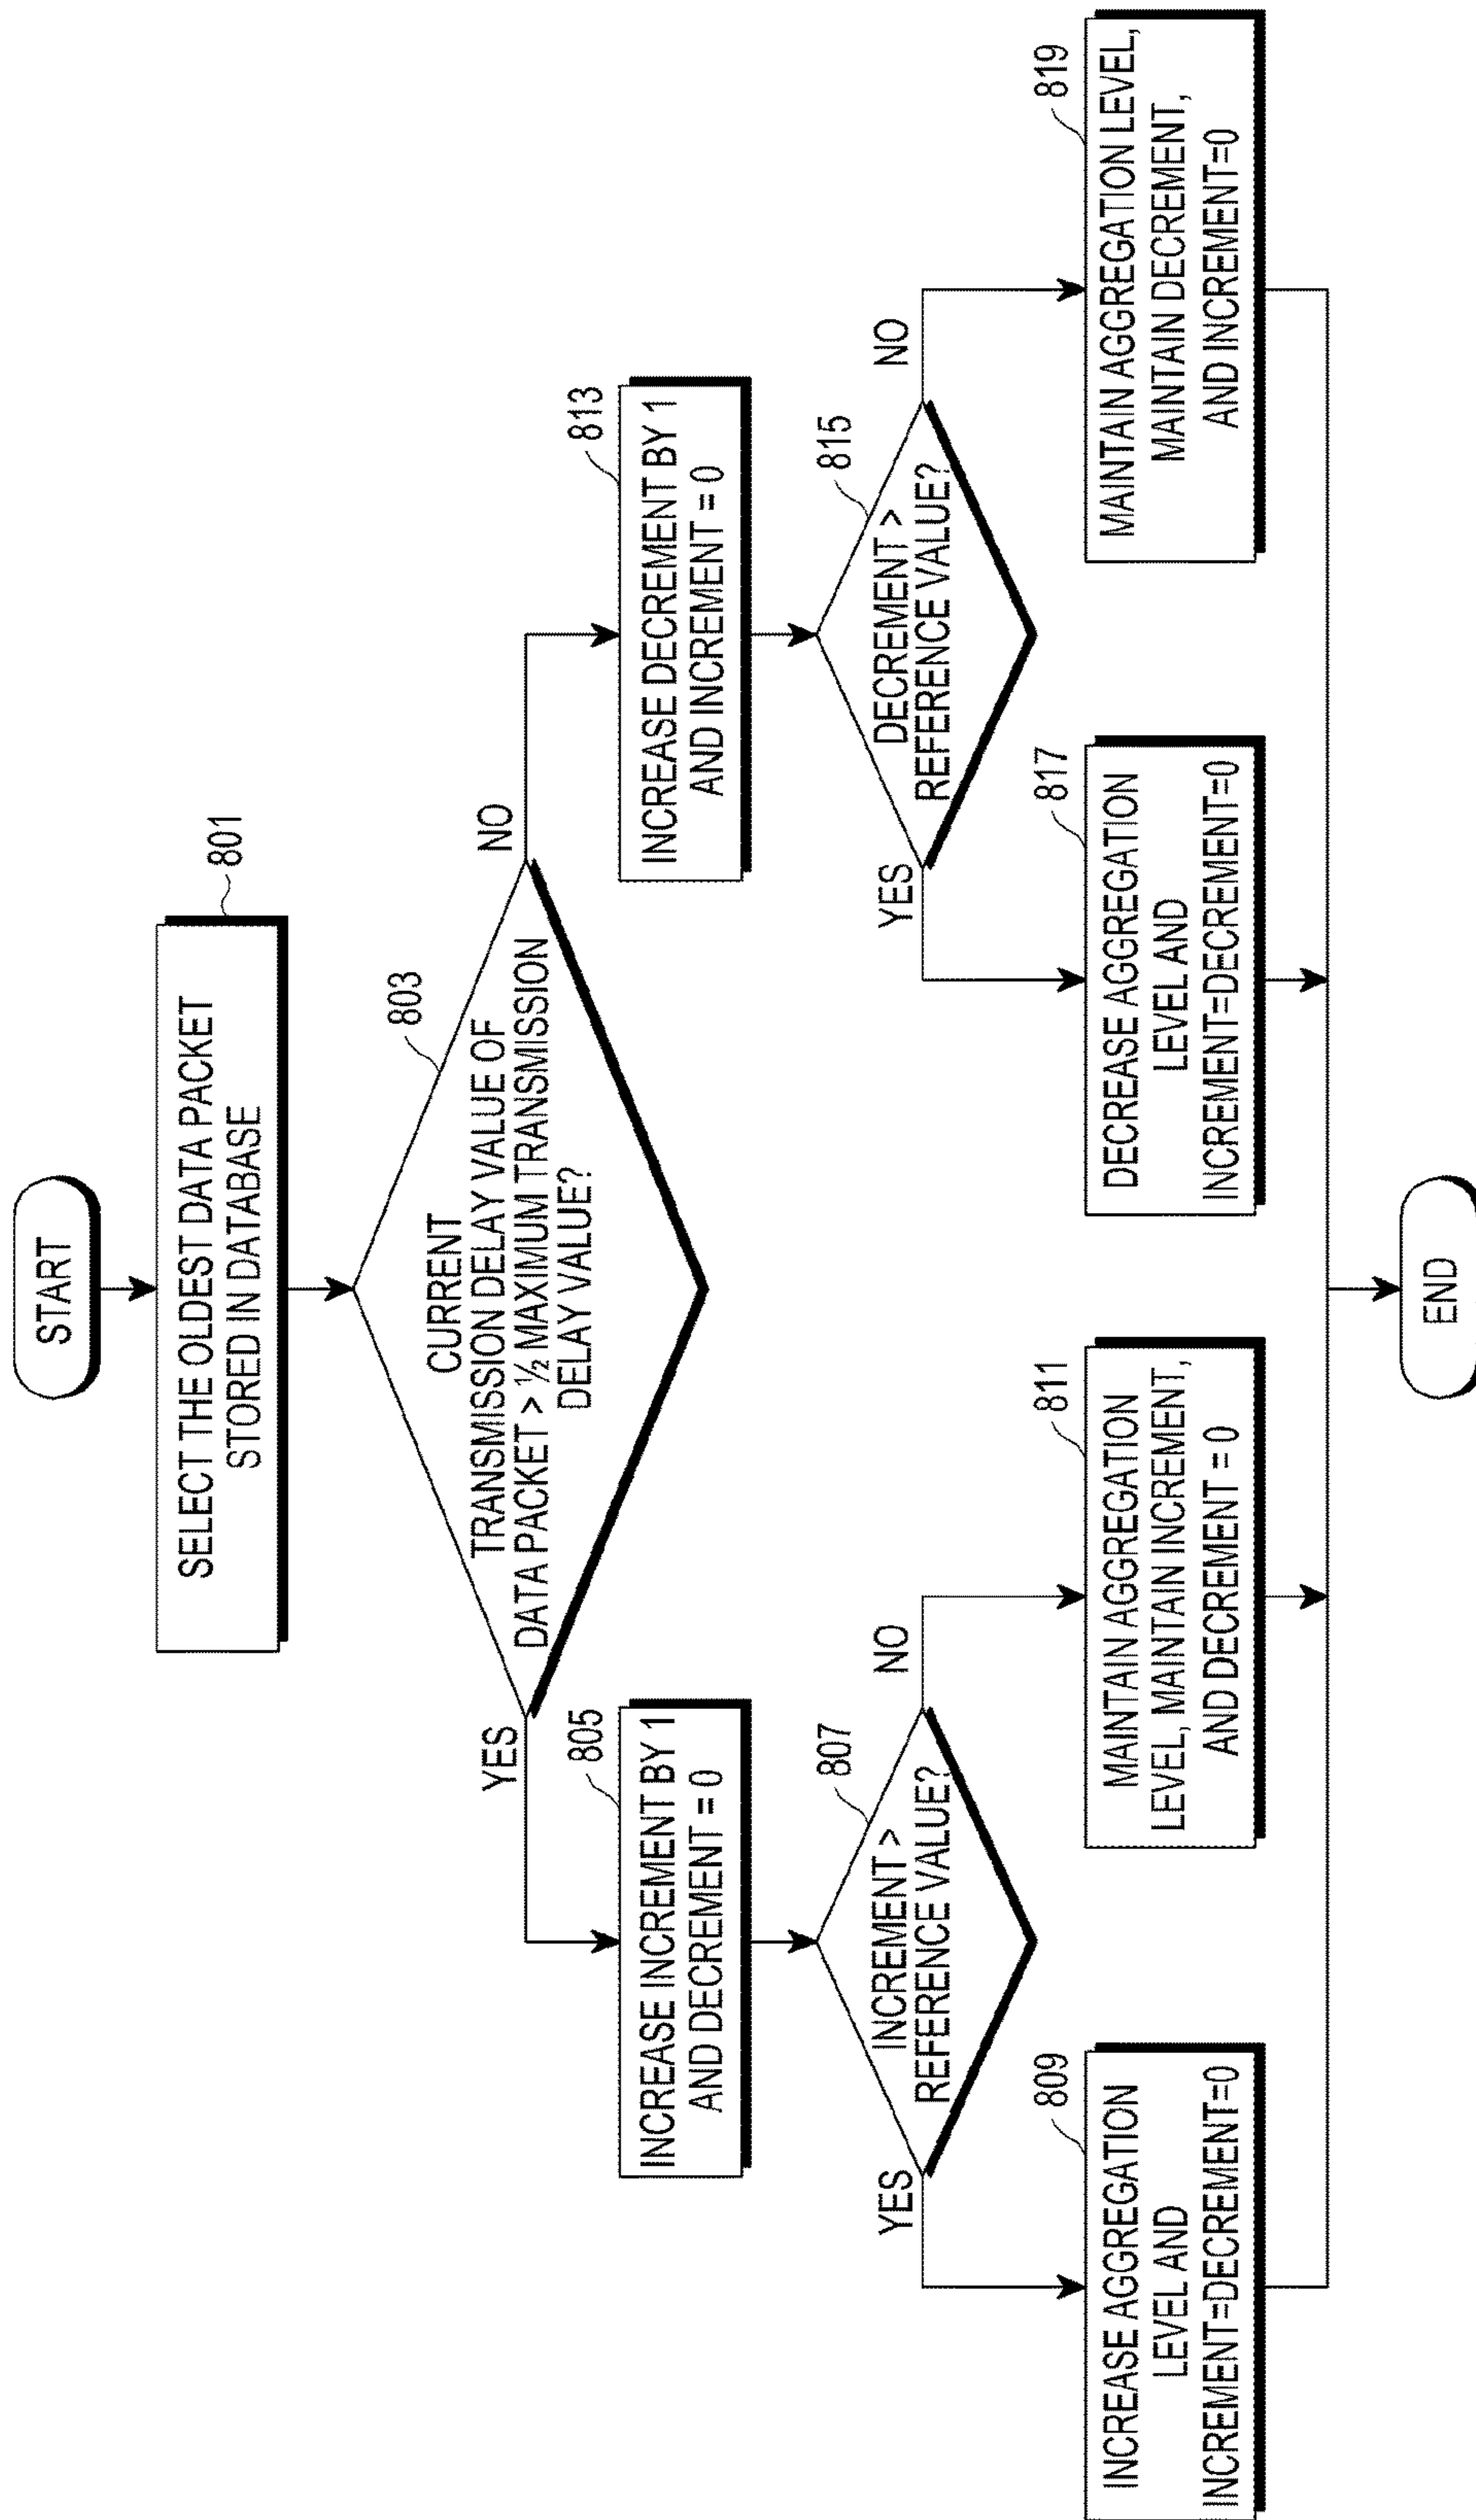 START
801
SELECT THE OLDEST DATA PACKET
STORED IN DATABASE
803
CURRENT
TRANSMISSION DELAY VALUE OF
DATA PACKET > ½ MAXIMUM TRANSMISSION
DELAY VALUE?
YES
NO
805
INCREASE INCREMENT BY 1
AND DECREMENT = 0
813
INCREASE DECREMENT BY 1
AND INCREMENT = 0
807
INCREMENT >
REFERENCE VALUE?
YES
NO
815
DECREMENT >
REFERENCE VALUE?
YES
NO
809
INCREASE AGGREGATION
LEVEL AND
INCREMENT=DECREMENT=0
811
MAINTAIN AGGREGATION
LEVEL, MAINTAIN INCREMENT,
AND DECREMENT = 0
817
DECREASE AGGREGATION
LEVEL AND
INCREMENT=DECREMENT=0
819
MAINTAIN AGGREGATION LEVEL,
MAINTAIN DECREMENT,
AND INCREMENT=0
END